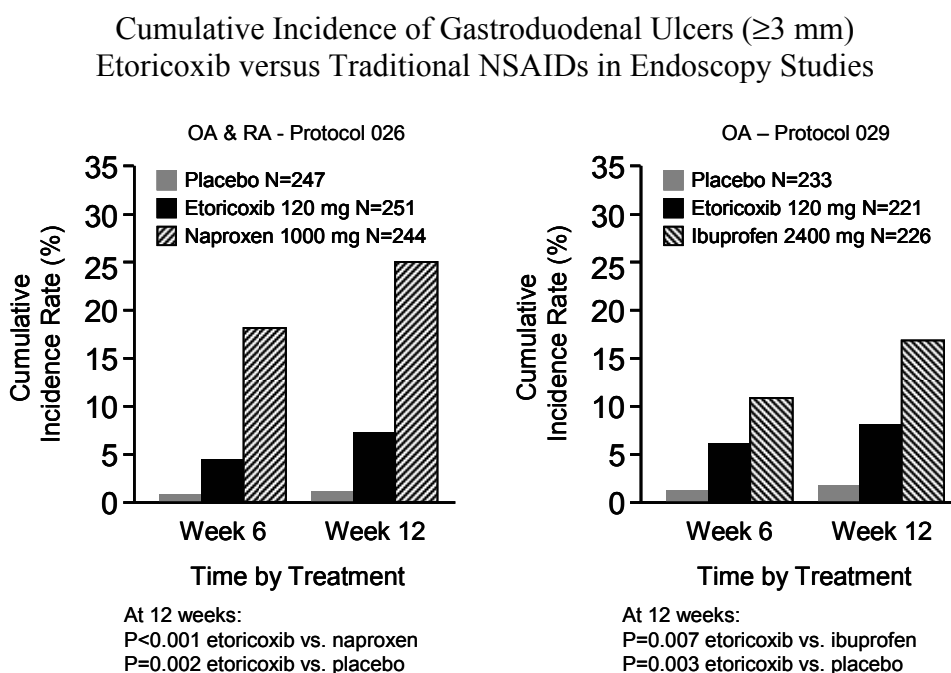 Cumulative Incidence of Gastroduodenal Ulcers (≥3 mm)
Etoricoxib versus Traditional NSAIDs in Endoscopy Studies
OA & RA - Protocol 026
35
30
25
20
15
10
5
0
Cumulative
Incidence Rate (%)
Placebo N=247
Etoricoxib 120 mg N=251
Naproxen 1000 mg N=244
Week 6
Week 12
Time by Treatment
At 12 weeks:
P<0.001 etoricoxib vs. naproxen
P=0.002 etoricoxib vs. placebo
OA – Protocol 029
35
30
25
20
15
10
5
0
Cumulative
Incidence Rate (%)
Placebo N=233
Etoricoxib 120 mg N=221
Ibuprofen 2400 mg N=226
Week 6
Week 12
Time by Treatment
At 12 weeks:
P=0.007 etoricoxib vs. ibuprofen
P=0.003 etoricoxib vs. placebo